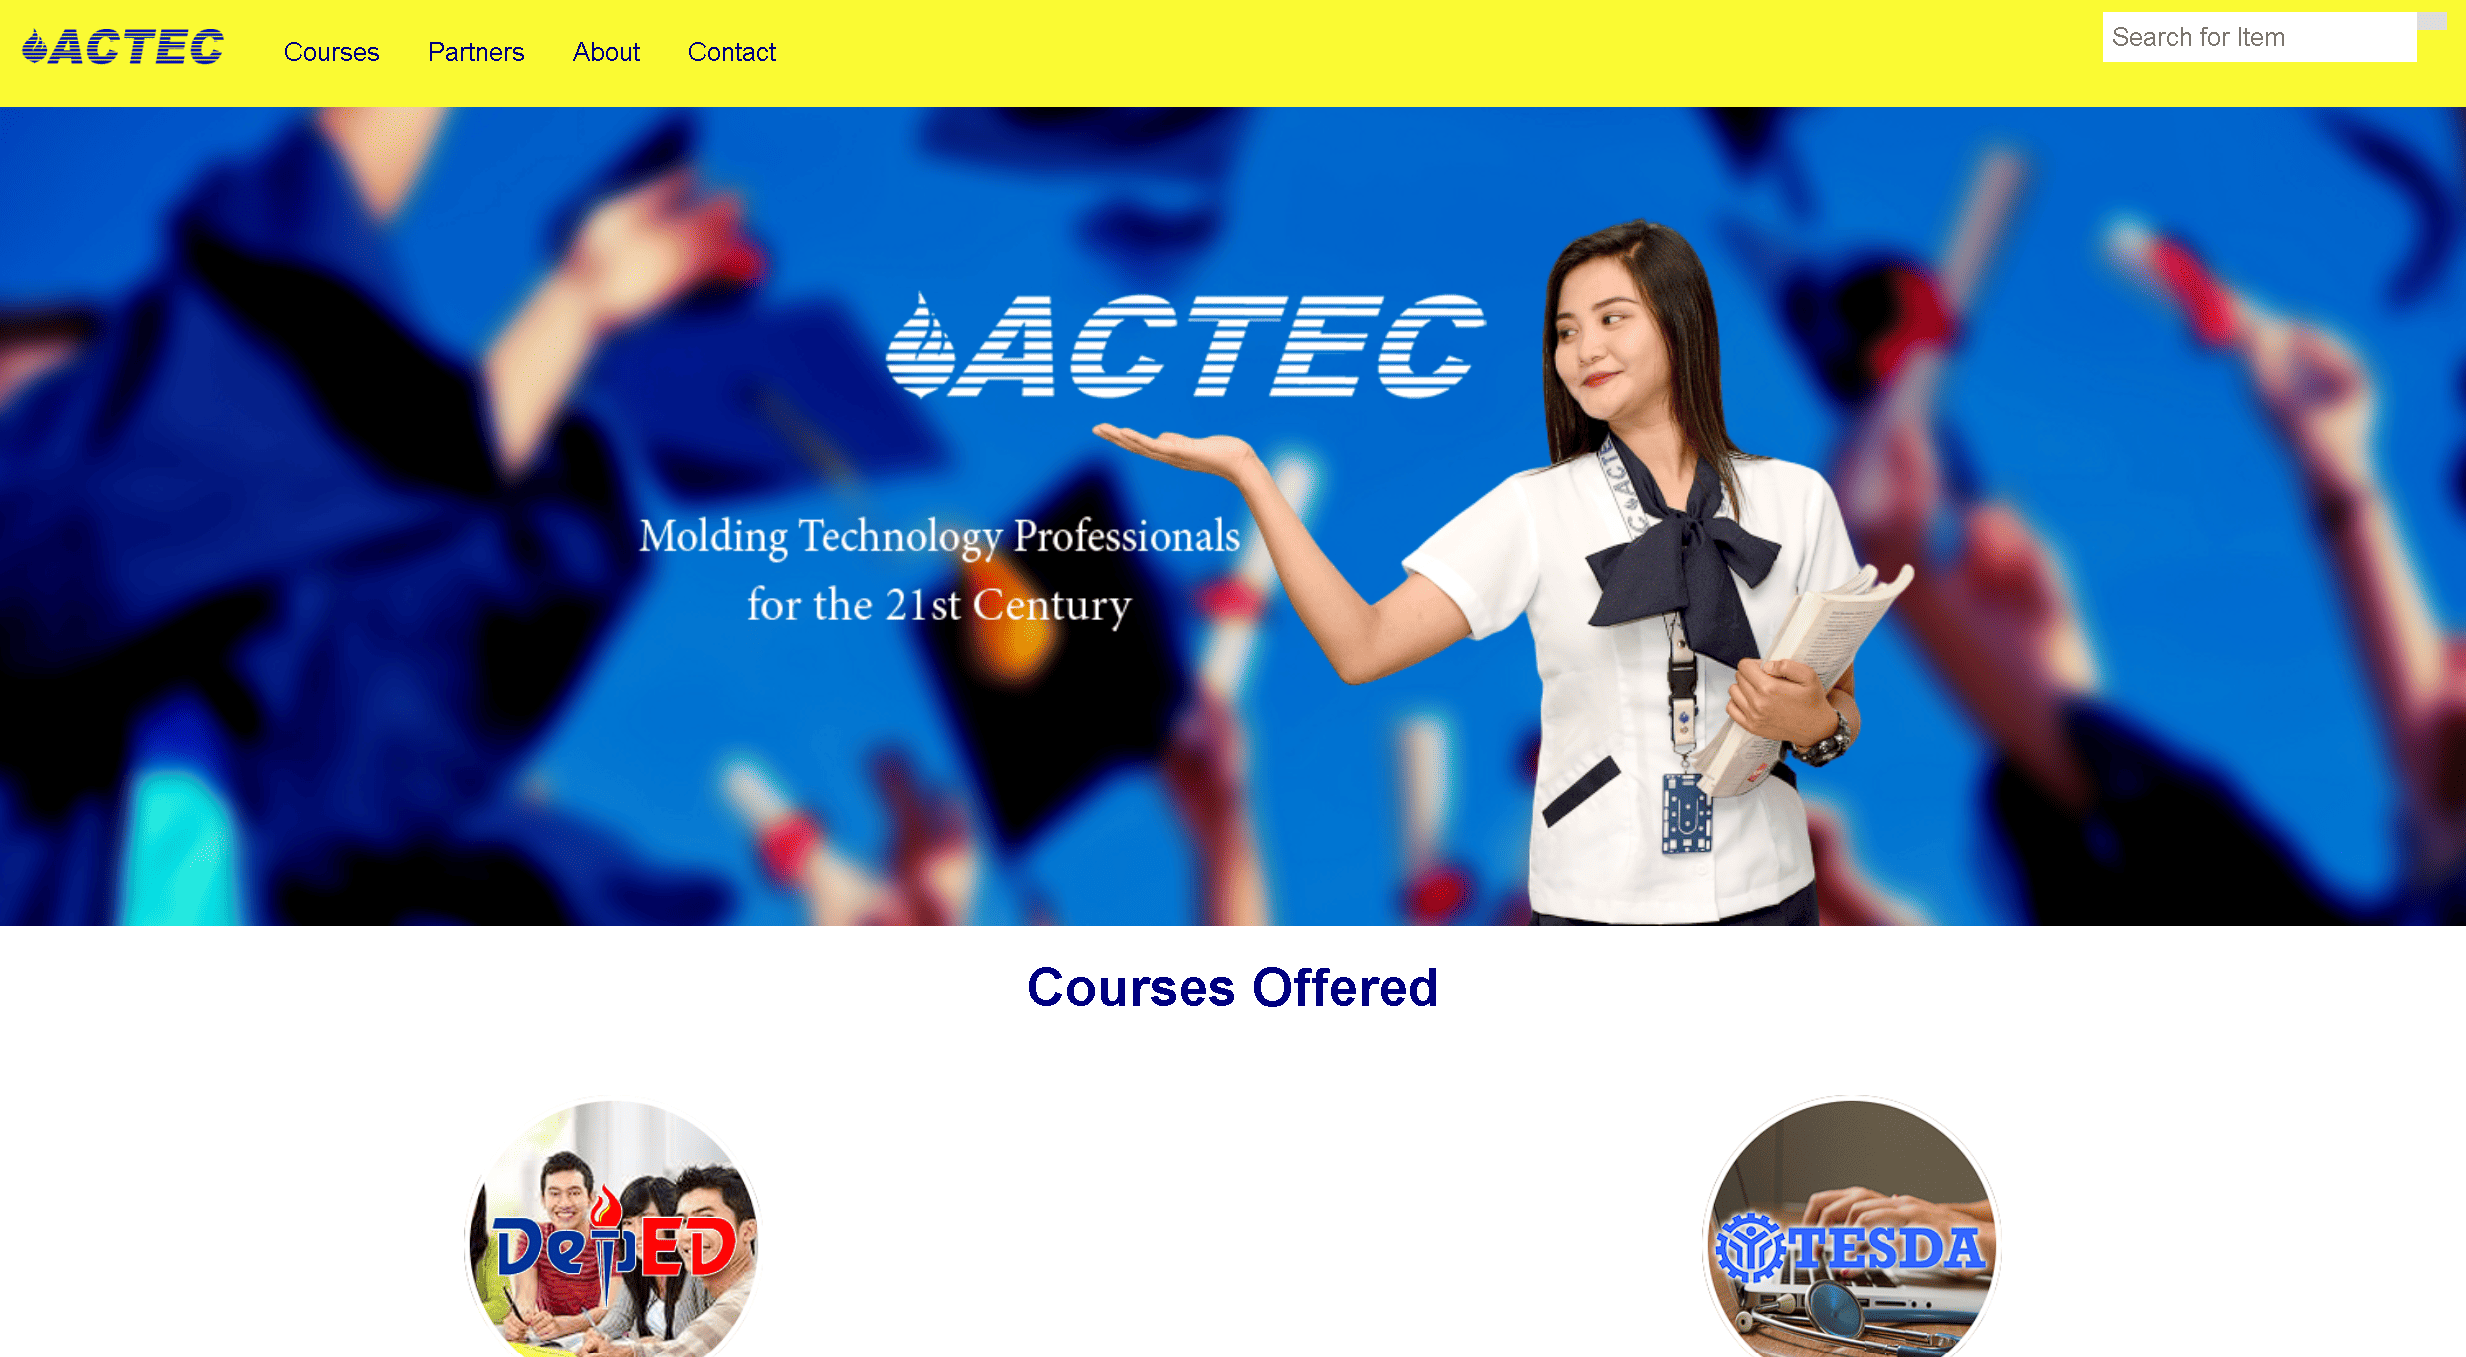 ACTEC
Courses
Partners
About
Contact
Search for Item
ACTEC
Molding Technology Professionals
for the 21st Century
ACTEC
Courses Offered
DepED
TESDA